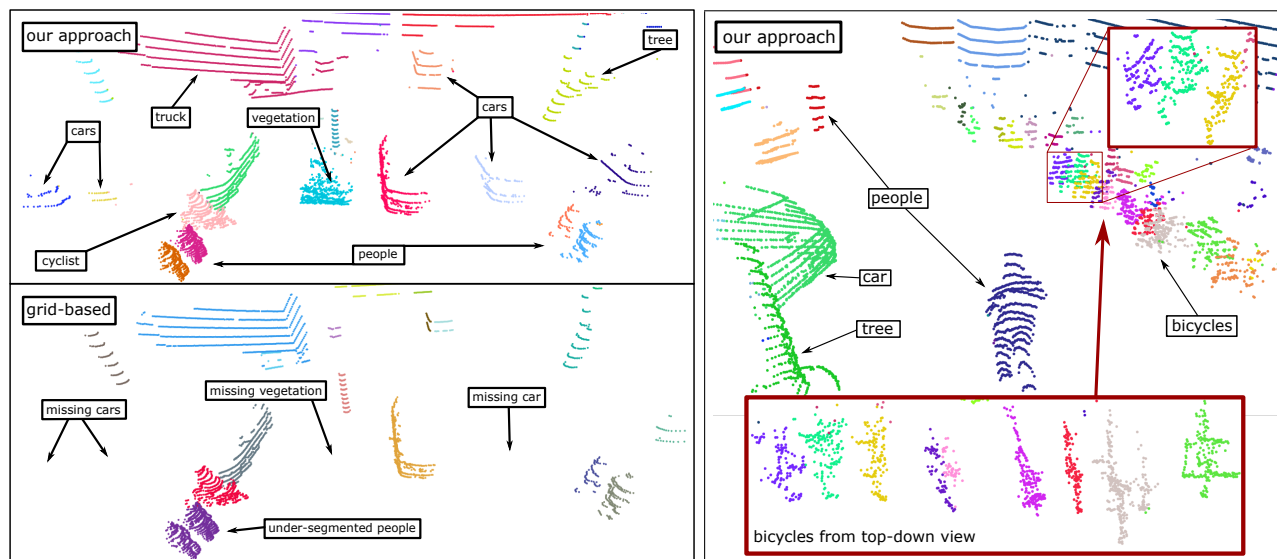 our approach
tree
truck
vegetation
cars
cars
cyclist
people
grid-based
missing vegetation
missing car
missing cars
under-segmented people
our approach
people
car
tree
bicycles
bicycles from top-down view